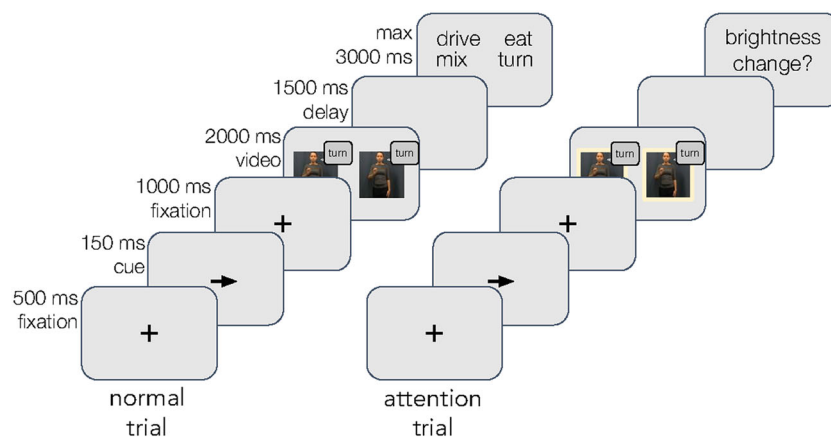 max
3000 ms
drive eat
mix turn
brightness
change?
1500 ms
delay
2000 ms
video
turn
turn
turn
turn
1000 ms
fixation
+
+
150 ms
cue
500 ms
fixation
+
+
normal
trial
attention
trial